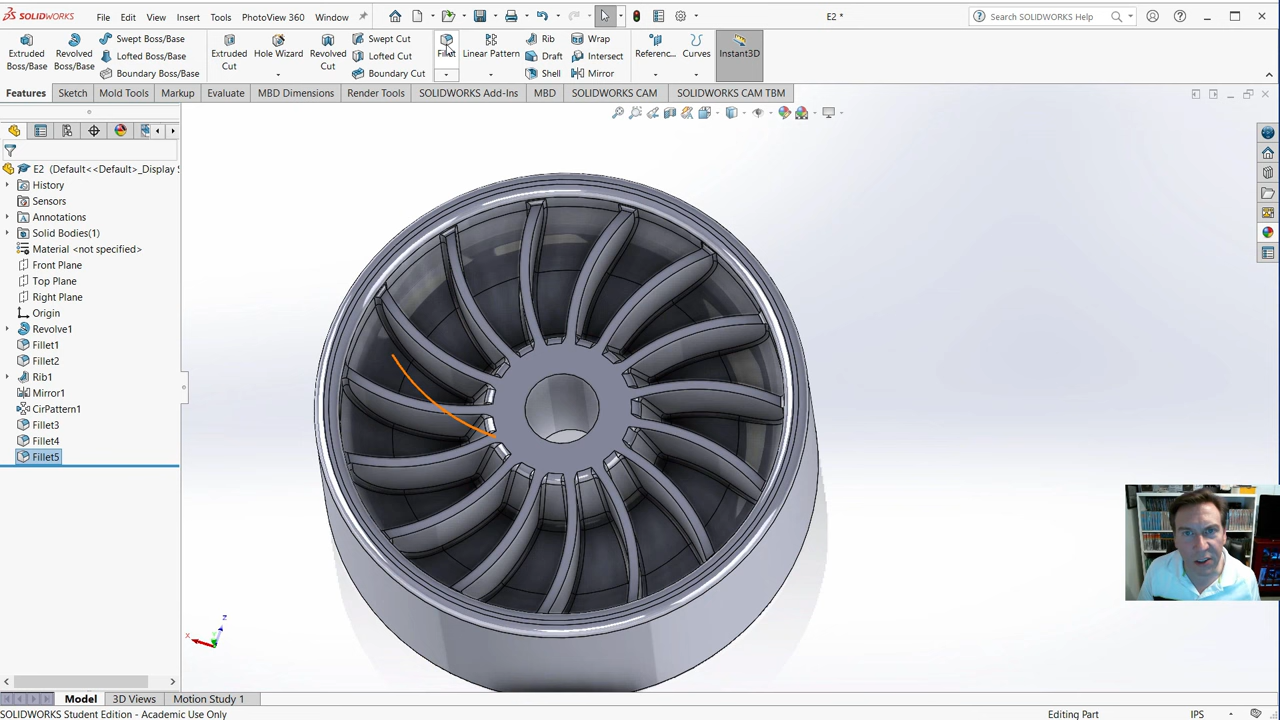 SOLIDWORKS File Edit View Insert Tools PhotoView 360 Window E2 * Search SOLIDWORKS Help
Extruded Boss/Base Revolved Boss/Base Swept Boss/Base Lofted Boss/Base Boundary Boss/Base Extruded Cut Hole Wizard Revolved Cut Swept Cut Lofted Cut Boundary Cut Fillet Linear Pattern Rib Draft Shell Wrap Intersect Mirror Referenc... Curves Instant3D
Features Sketch Mold Tools Markup Evaluate MBD Dimensions Render Tools SOLIDWORKS Add-Ins MBD SOLIDWORKS CAM SOLIDWORKS CAM TBM
E2 (Default<<Default>_Display
History
Sensors
Annotations
Solid Bodies(1)
Material <not specified>
Front Plane
Top Plane
Right Plane
Origin
Revolve1
Fillet1
Fillet2
Rib1
Mirror1
CirPattern1
Fillet3
Fillet4
Fillet5
z
x
Model 3D Views Motion Study 1
SOLIDWORKS Student Edition - Academic Use Only Editing Part IPS